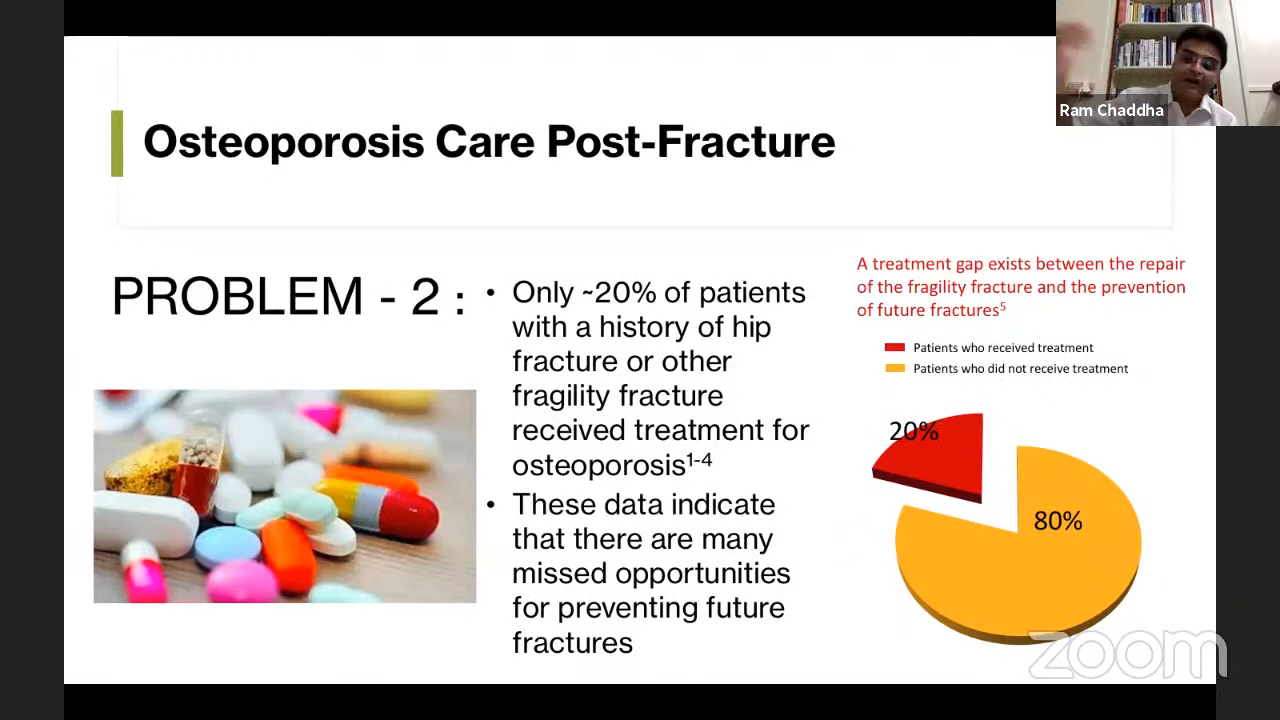 Ram Chaddha
Osteoporosis Care Post-Fracture
PROBLEM - 2 :
• Only ~20% of patients
with a history of hip
fracture or other
fragility fracture
received treatment for
osteoporosis¹⁻⁴
• These data indicate
that there are many
missed opportunities
for preventing future
fractures
A treatment gap exists between the repair
of the fragility fracture and the prevention
of future fractures⁵
Patients who received treatment
Patients who did not receive treatment
20%
80%
zoom